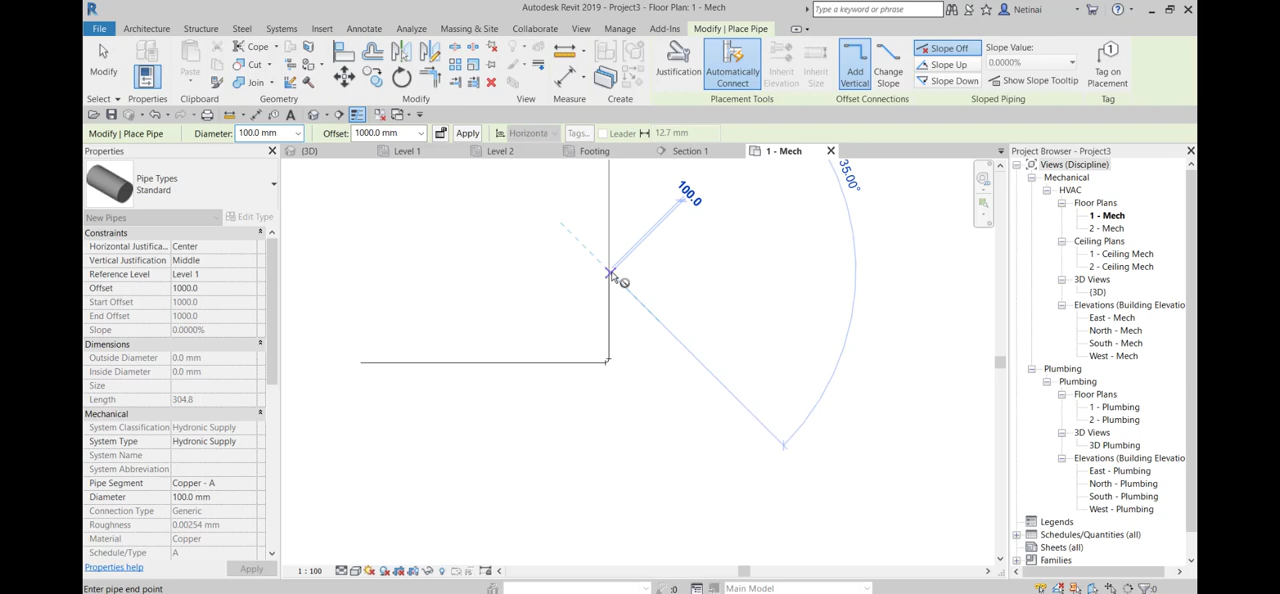 Autodesk Revit 2019 - Project3 - Floor Plan: 1 - Mech
Type a keyword or phrase
Netinai
File Architecture Structure Steel Systems Insert Annotate Analyze Massing & Site Collaborate View Manage Add-Ins Modify | Place Pipe
Modify
Paste
Cope
Cut
Join
Justification
Automatically Connect
Inherit Elevation
Inherit Size
Add Vertical
Change Slope
Slope Off
Slope Up
Slope Down
Slope Value:
0.0000%
Show Slope Tooltip
Tag on Placement
Select Properties Clipboard Geometry Modify View Measure Create Placement Tools Offset Connections Sloped Piping Tag
Modify | Place Pipe Diameter: 100.0 mm Offset: 1000.0 mm Apply Horizonta Tags... Leader 12.7 mm
Properties
{3D} Level 1 Level 2 Footing Section 1 1 - Mech
Project Browser - Project3
Pipe Types
Standard
New Pipes Edit Type
Constraints
Horizontal Justifica... Center
Vertical Justification Middle
Reference Level Level 1
Offset 1000.0
Start Offset 1000.0
End Offset 1000.0
Slope 0.0000%
Dimensions
Outside Diameter 0.0 mm
Inside Diameter 0.0 mm
Size
Length 304.8
Mechanical
System Classification Hydronic Supply
System Type Hydronic Supply
System Name
System Abbreviation
Pipe Segment Copper - A
Diameter 100.0 mm
Connection Type Generic
Roughness 0.00254 mm
Material Copper
Schedule/Type A
Properties help Apply
100.0
35.00°
Views (Discipline)
Mechanical
HVAC
Floor Plans
1 - Mech
2 - Mech
Ceiling Plans
1 - Ceiling Mech
2 - Ceiling Mech
3D Views
{3D}
Elevations (Building Elevatio
East - Mech
North - Mech
South - Mech
West - Mech
Plumbing
Plumbing
Floor Plans
1 - Plumbing
2 - Plumbing
3D Views
3D Plumbing
Elevations (Building Elevatio
East - Plumbing
North - Plumbing
South - Plumbing
West - Plumbing
Legends
Schedules/Quantities (all)
Sheets (all)
Families
1 : 100
Enter pipe end point
:0
Main Model
:0